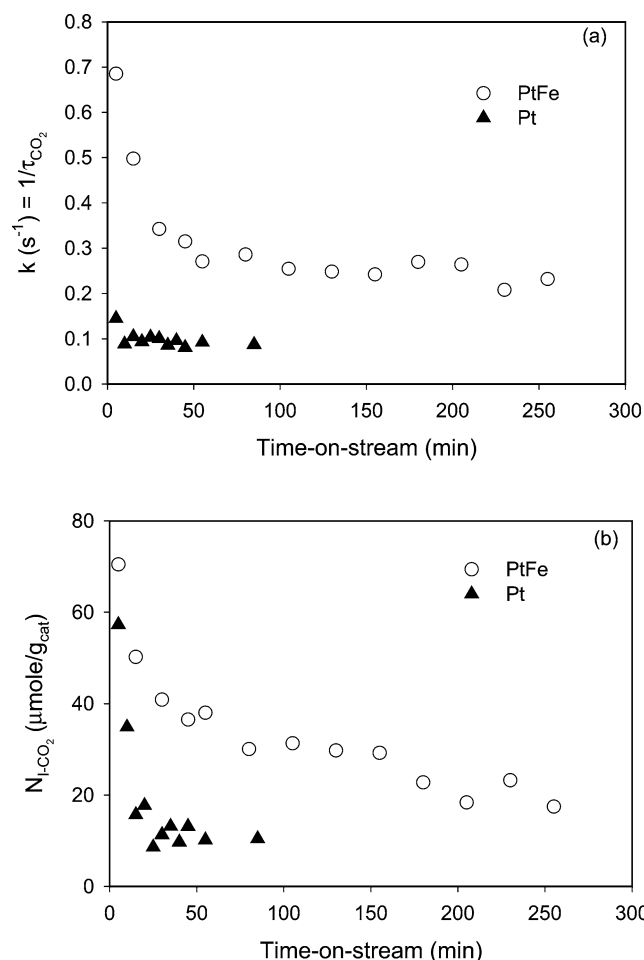 (a)
0.8
0.7
0.6
0.5
0.4
0.3
0.2
0.1
0.0
k (s⁻¹) = 1/τCO₂
PtFe
Pt
0 50 100 150 200 250 300
Time-on-stream (min)
(b)
80
60
40
20
0
N_I-CO₂ (μmole/g_cat)
PtFe
Pt
0 50 100 150 200 250 300
Time-on-stream (min)